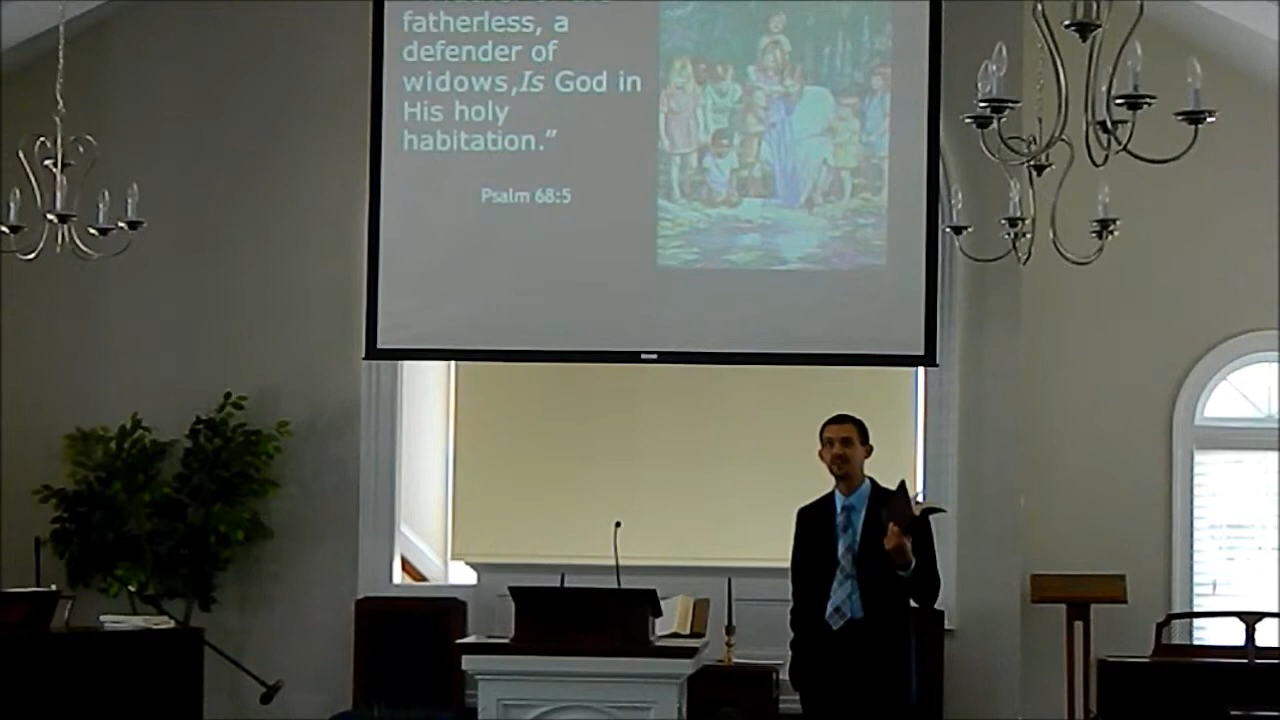 fatherless, a
defender of
widows,Is God in
His holy
habitation.”
Psalm 68:5